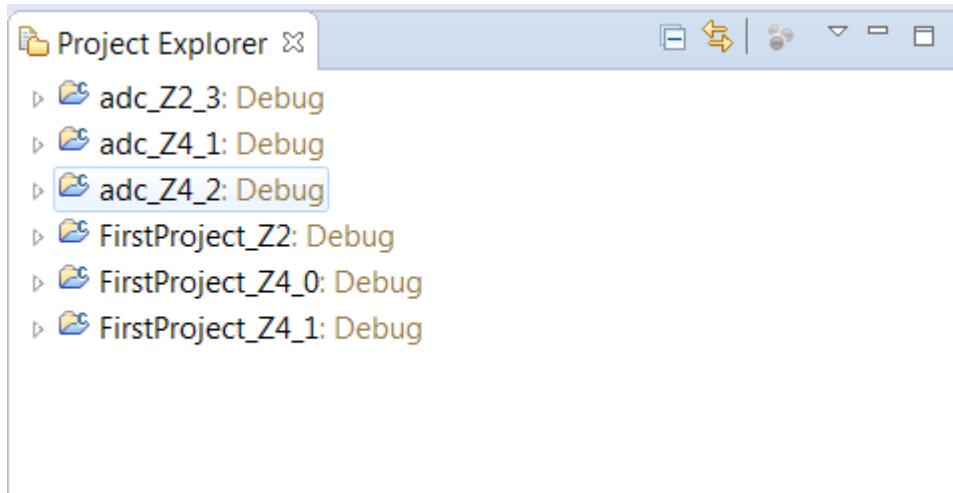 Project Explorer
adc_Z2_3: Debug
adc_Z4_1: Debug
adc_Z4_2: Debug
FirstProject_Z2: Debug
FirstProject_Z4_0: Debug
FirstProject_Z4_1: Debug